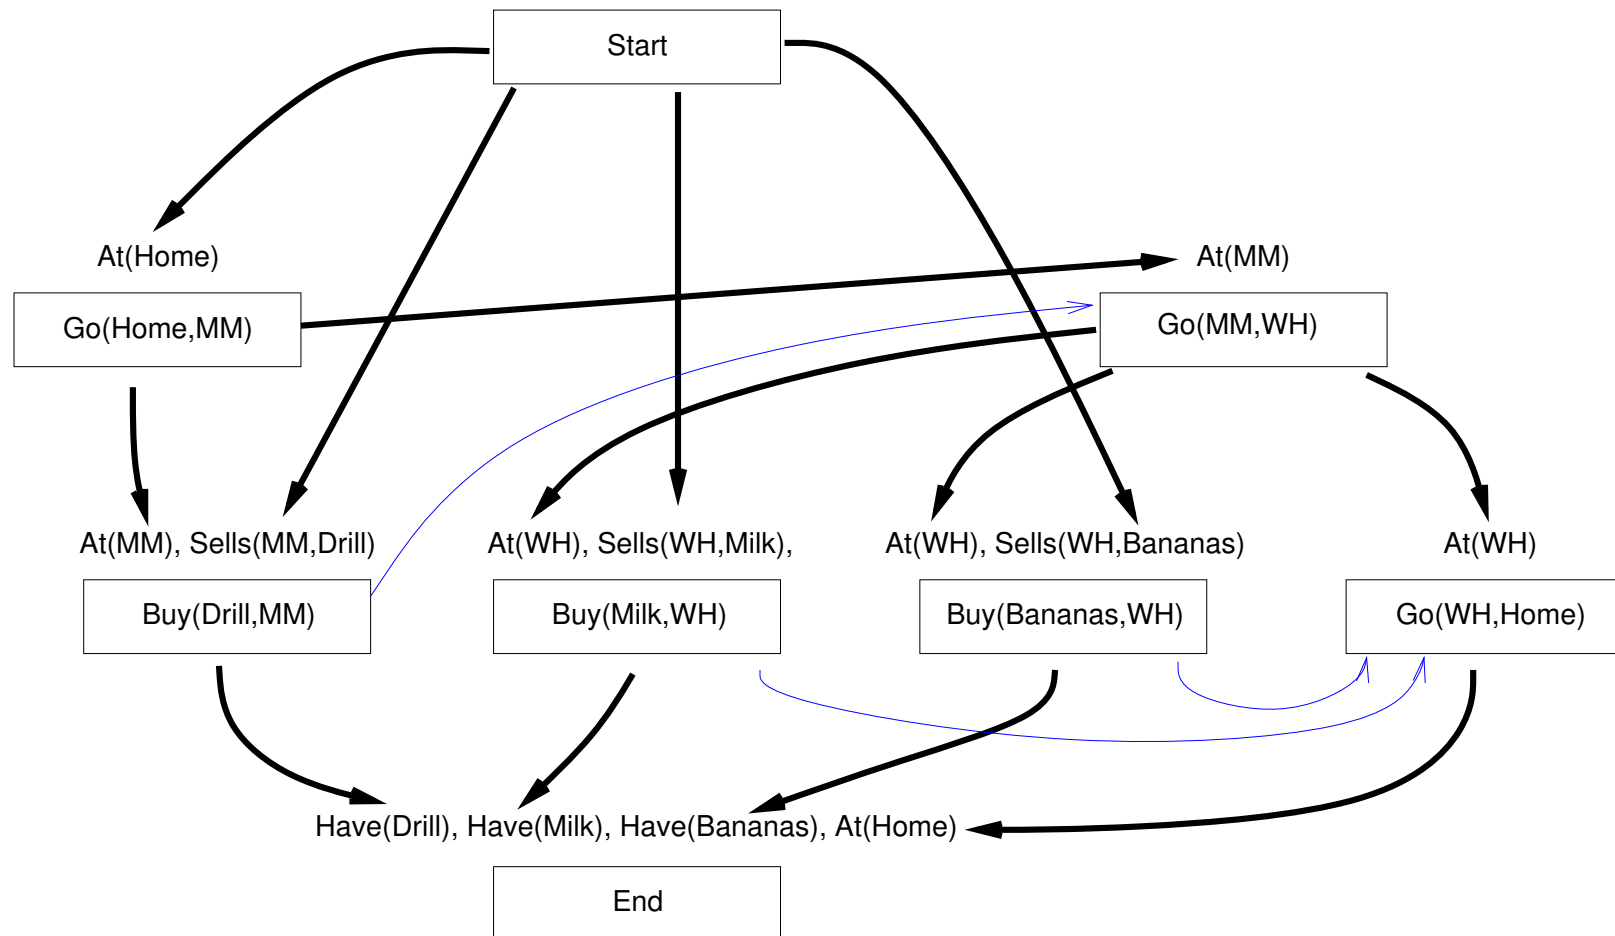 Start
At(Home)
At(MM)
Go(Home,MM)
Go(MM,WH)
At(MM), Sells(MM,Drill)
At(WH), Sells(WH,Milk),
At(WH), Sells(WH,Bananas)
At(WH)
Buy(Drill,MM)
Buy(Milk,WH)
Buy(Bananas,WH)
Go(WH,Home)
Have(Drill), Have(Milk), Have(Bananas), At(Home)
End